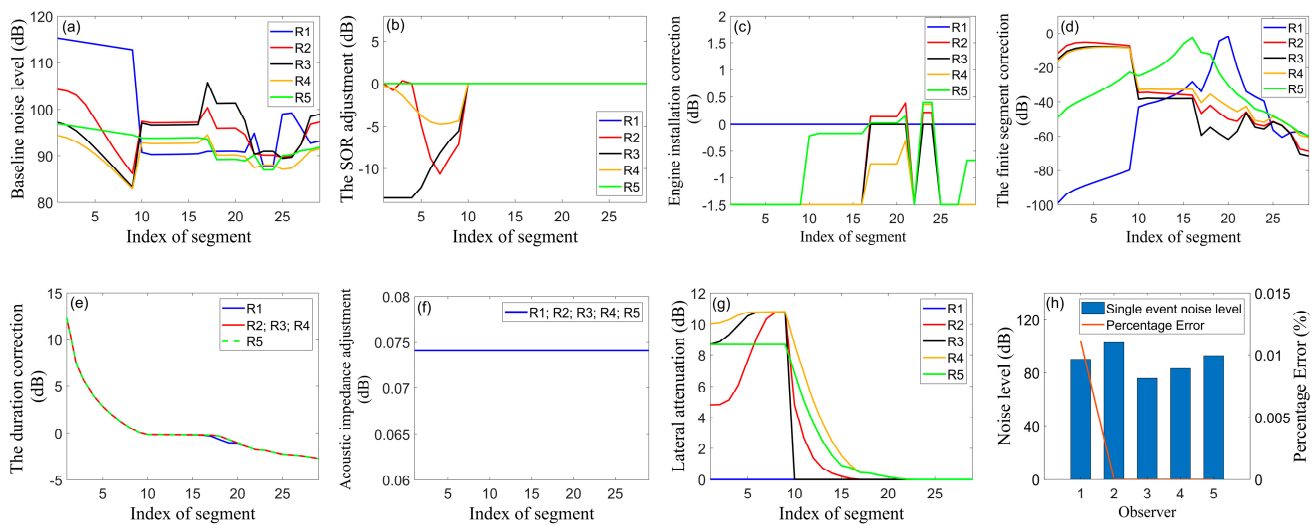 (a)
Baseline noise level (dB)
120
110
100
90
80
5
10
15
20
25
Index of segment
R1
R2
R3
R4
R5
(b)
The SOR adjustment (dB)
5
0
-5
-10
5
10
15
20
25
Index of segment
R1
R2
R3
R4
R5
(c)
Engine installation correction
(dB)
2
1.5
1
0.5
0
-0.5
-1
-1.5
5
10
15
20
25
Index of segment
R1
R2
R3
R4
R5
(d)
The finite segment correction
(dB)
0
-20
-40
-60
-80
-100
5
10
15
20
25
Index of segment
R1
R2
R3
R4
R5
(e)
The duration correction
(dB)
15
10
5
0
-5
5
10
15
20
25
Index of segment
R1
R2; R3; R4
R5
(f)
Acoustic impedance adjustment
(dB)
0.08
0.075
0.07
0.065
0.06
5
10
15
20
25
Index of segment
R1; R2; R3; R4; R5
(g)
Lateral attenuation (dB)
12
10
8
6
4
2
0
5
10
15
20
25
Index of segment
R1
R2
R3
R4
R5
(h)
Noise level (dB)
120
80
40
0
1
2
3
4
5
Observer
Single event noise level
Percentage Error
0.015
0.01
0.005
0
Percentage Error (%)